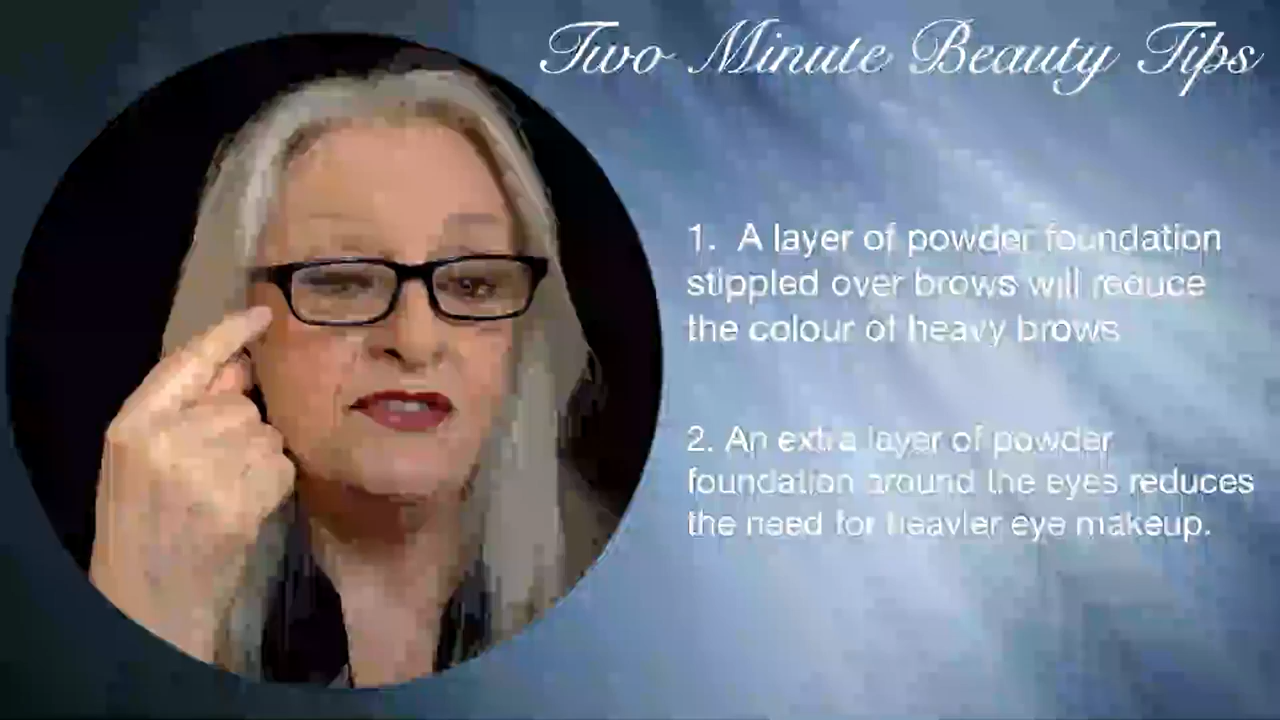 Two Minute Beauty Tips
1. A layer of powder foundation
stippled over brows will reduce
the colour of heavy brows
2. An extra layer of powder
foundation around the eyes reduces
the need for heavier eye makeup.